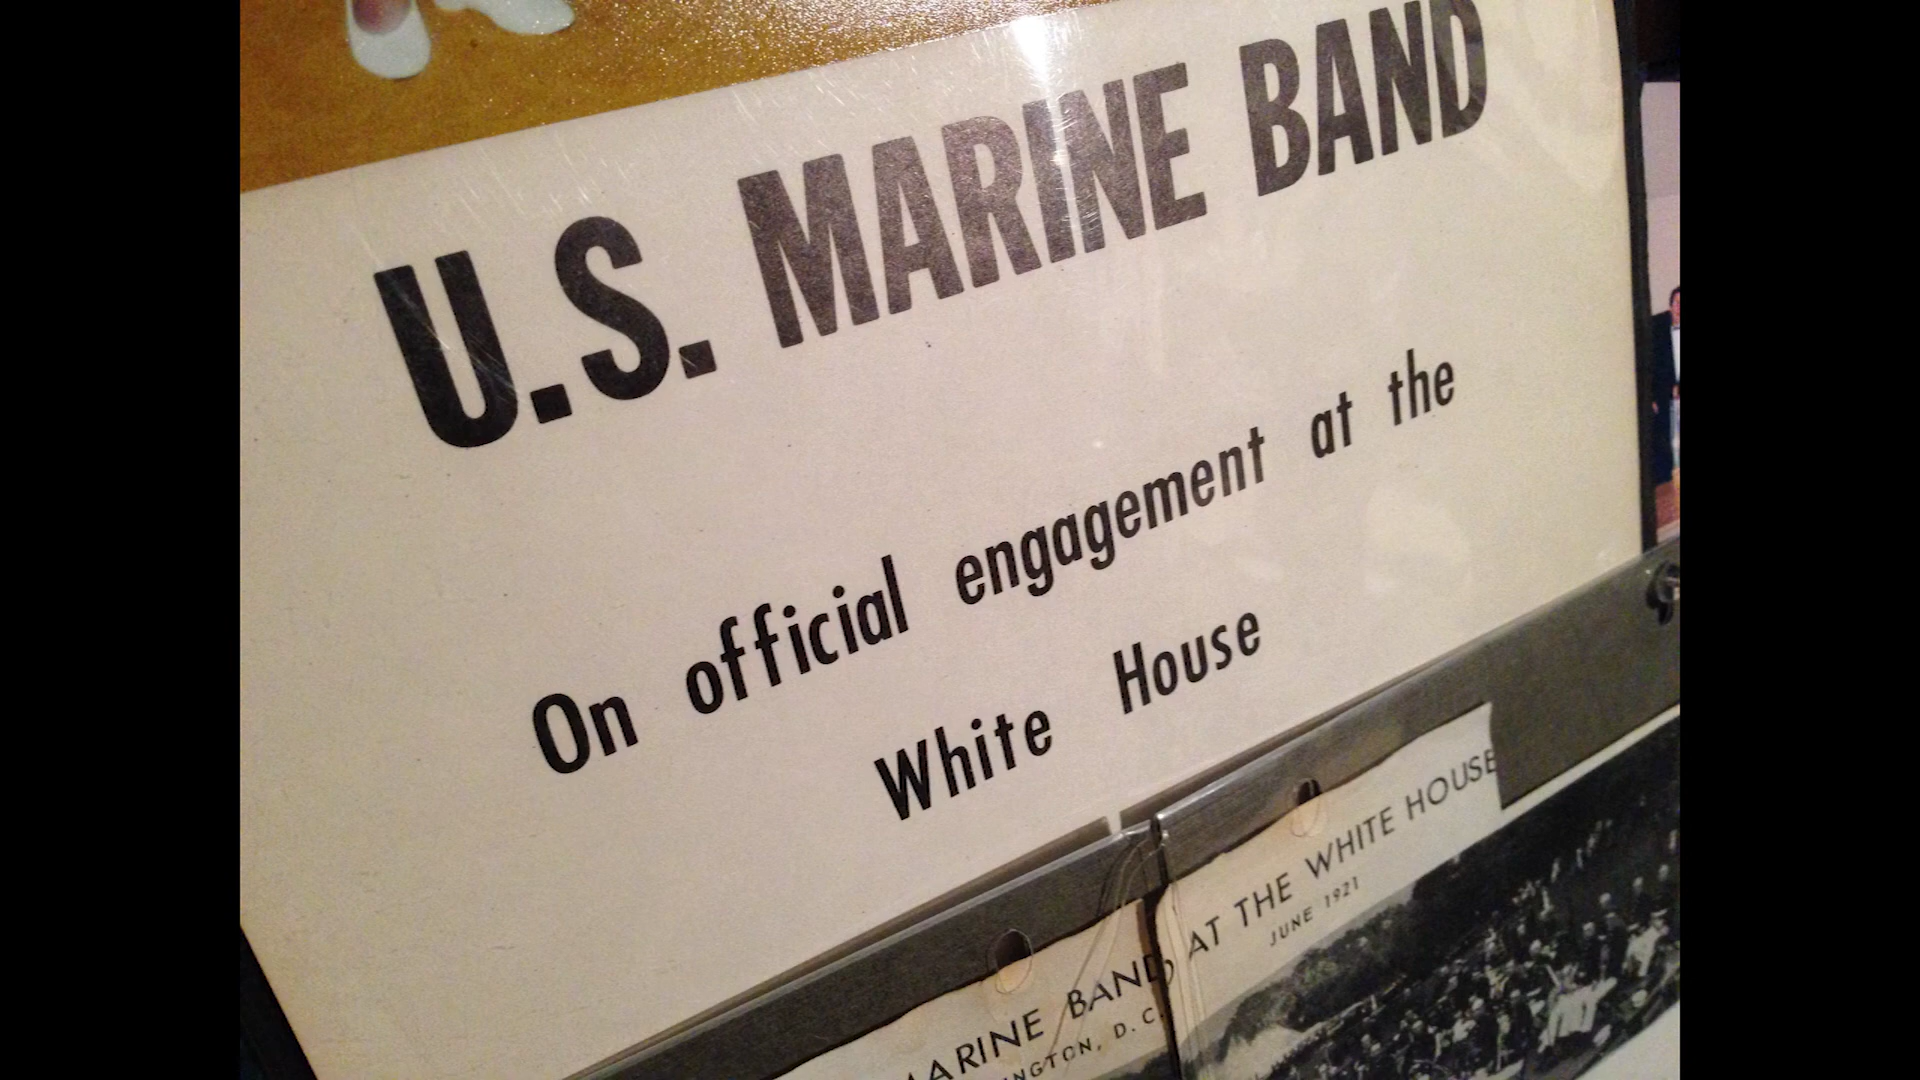 U.S. MARINE BAND
On official engagement at the
White House
MARINE BAND AT THE WHITE HOUSE
D.C. JUNE 1921